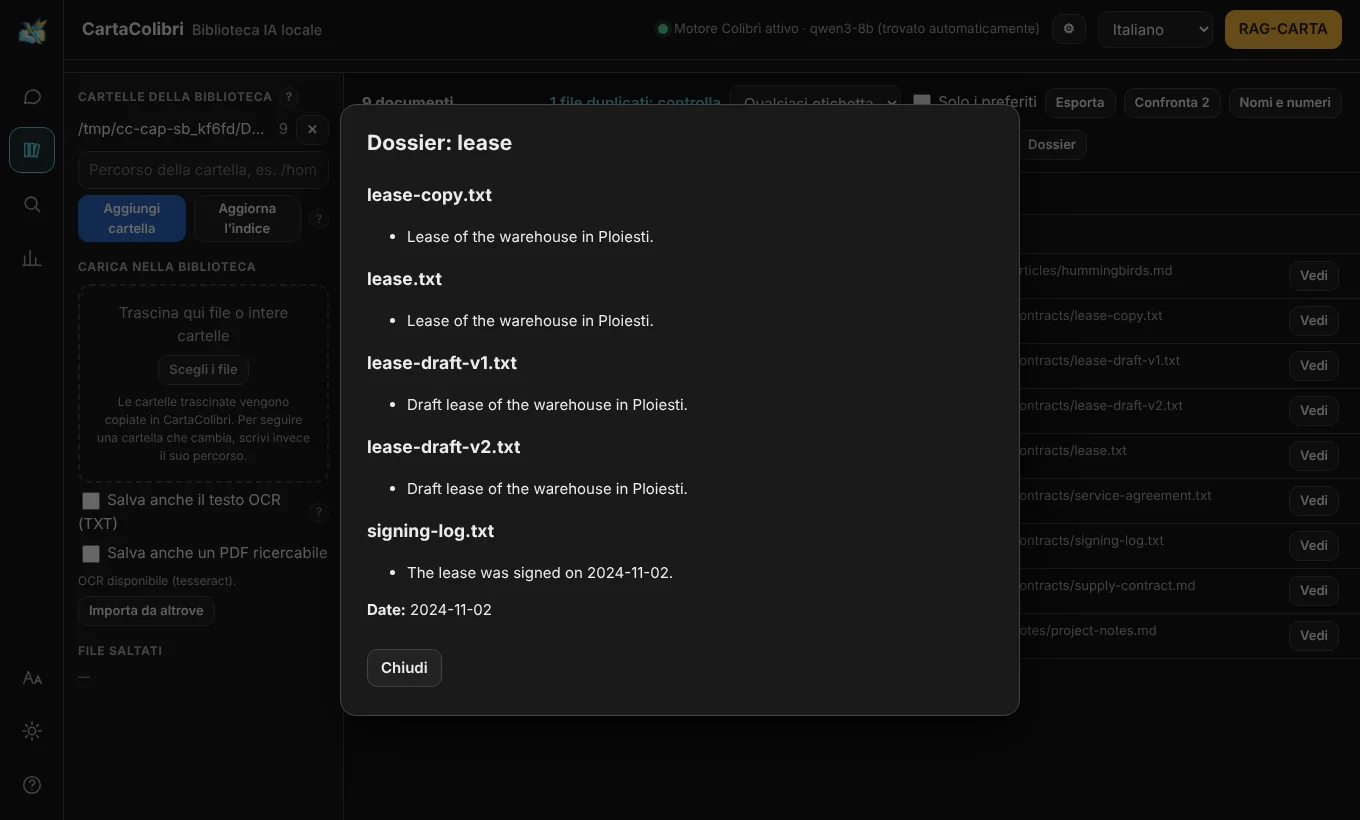 CartaColibri Biblioteca IA locale
Motore Colibrì attivo · qwen3-8b (trovato automaticamente)
⚙
Italiano
RAG-CARTA
CARTELLE DELLA BIBLIOTECA ?
/tmp/cc-cap-sb_kf6fd/D... 9 ✕
Percorso della cartella, es. /hom
Aggiungi
cartella
Aggiorna
l'indice
?
CARICA NELLA BIBLIOTECA
Trascina qui file o intere
cartelle
Scegli i file
Le cartelle trascinate vengono
copiate in CartaColibri. Per seguire
una cartella che cambia, scrivi invece
il suo percorso.
Salva anche il testo OCR
(TXT)
?
Salva anche un PDF ricercabile
OCR disponibile (tesseract).
Importa da altrove
FILE SALTATI
—
AA
9 documenti
1 file duplicati: controlla
Qualsiasi etichetta
Solo i preferiti
Esporta
Confronta 2
Nomi e numeri
Dossier
Dossier: lease
lease-copy.txt
• Lease of the warehouse in Ploiesti.
lease.txt
• Lease of the warehouse in Ploiesti.
lease-draft-v1.txt
• Draft lease of the warehouse in Ploiesti.
lease-draft-v2.txt
• Draft lease of the warehouse in Ploiesti.
signing-log.txt
• The lease was signed on 2024-11-02.
Date: 2024-11-02
Chiudi
rticles/hummingbirds.md Vedi
ontracts/lease-copy.txt Vedi
ontracts/lease-draft-v1.txt Vedi
ontracts/lease-draft-v2.txt Vedi
ontracts/lease.txt Vedi
ontracts/service-agreement.txt Vedi
ontracts/signing-log.txt Vedi
ontracts/supply-contract.md Vedi
otes/project-notes.md Vedi